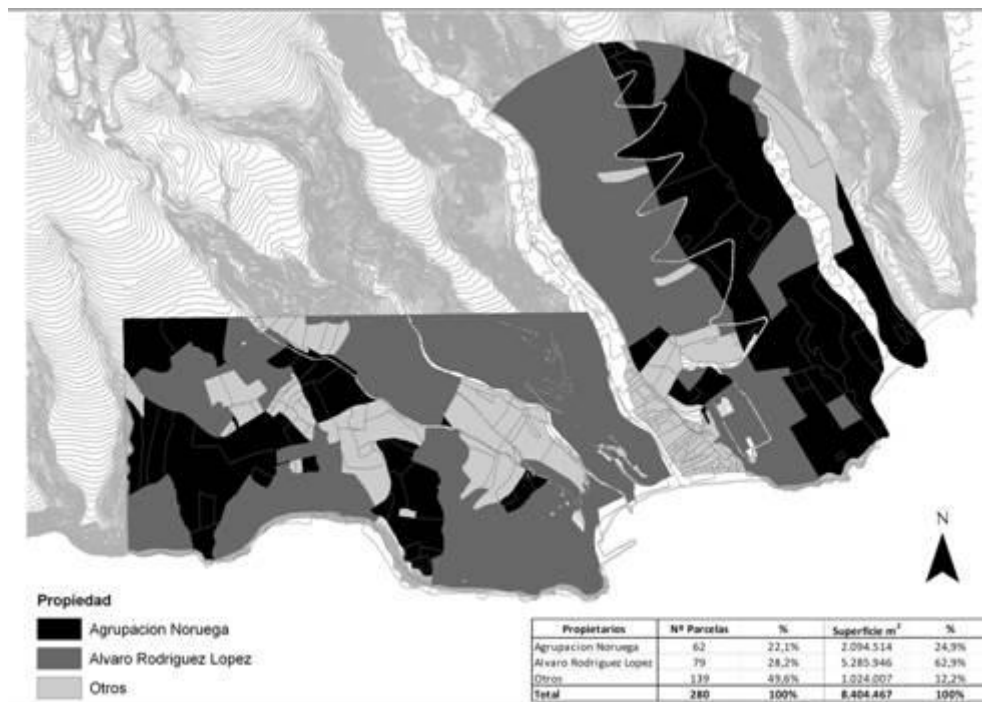 N
Propiedad
Agrupacion Noruega
Alvaro Rodriguez Lopez
Otros
Propietarios Nº Parcelas % Superficie m² %
Agrupacion Noruega 62 22,1% 2.094.514 24,9%
Alvaro Rodriguez Lopez 79 28,2% 5.285.946 62,9%
Otros 139 49,6% 1.024.007 12,2%
Total 280 100% 8.404.467 100%